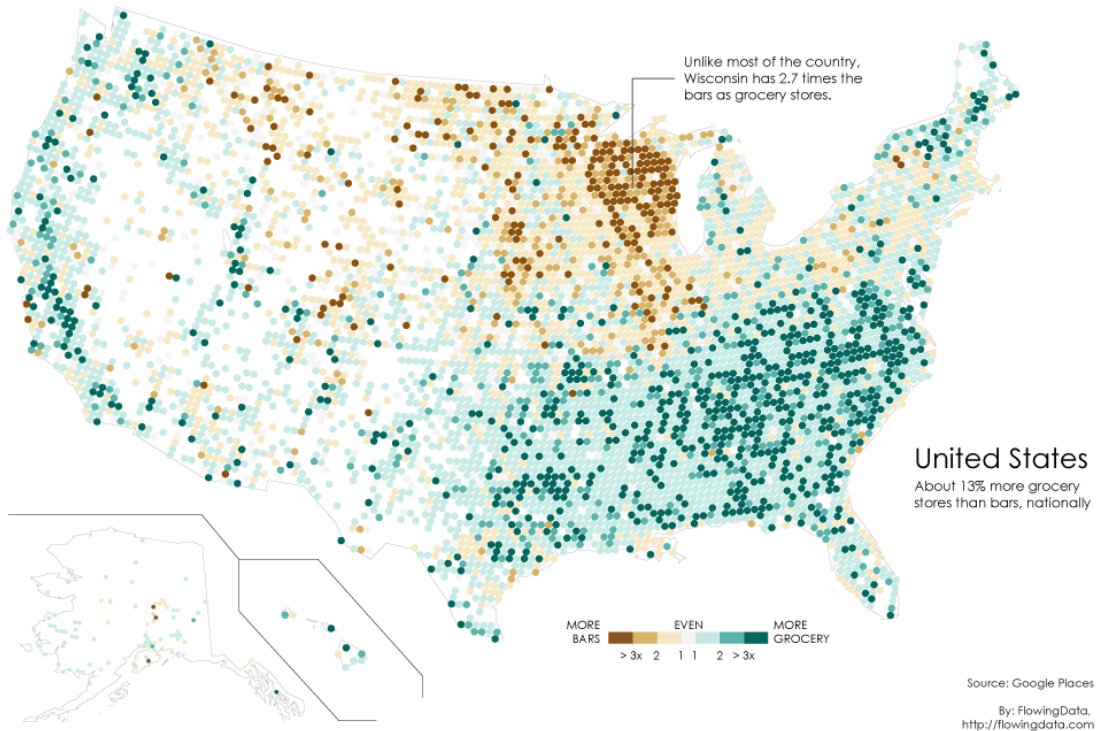 Unlike most of the country,
Wisconsin has 2.7 times the
bars as grocery stores.
United States
About 13% more grocery
stores than bars, nationally
MORE
BARS
EVEN
MORE
GROCERY
> 3x 2 1 1 2 > 3x
Source: Google Places
By: FlowingData,
http://flowingdata.com